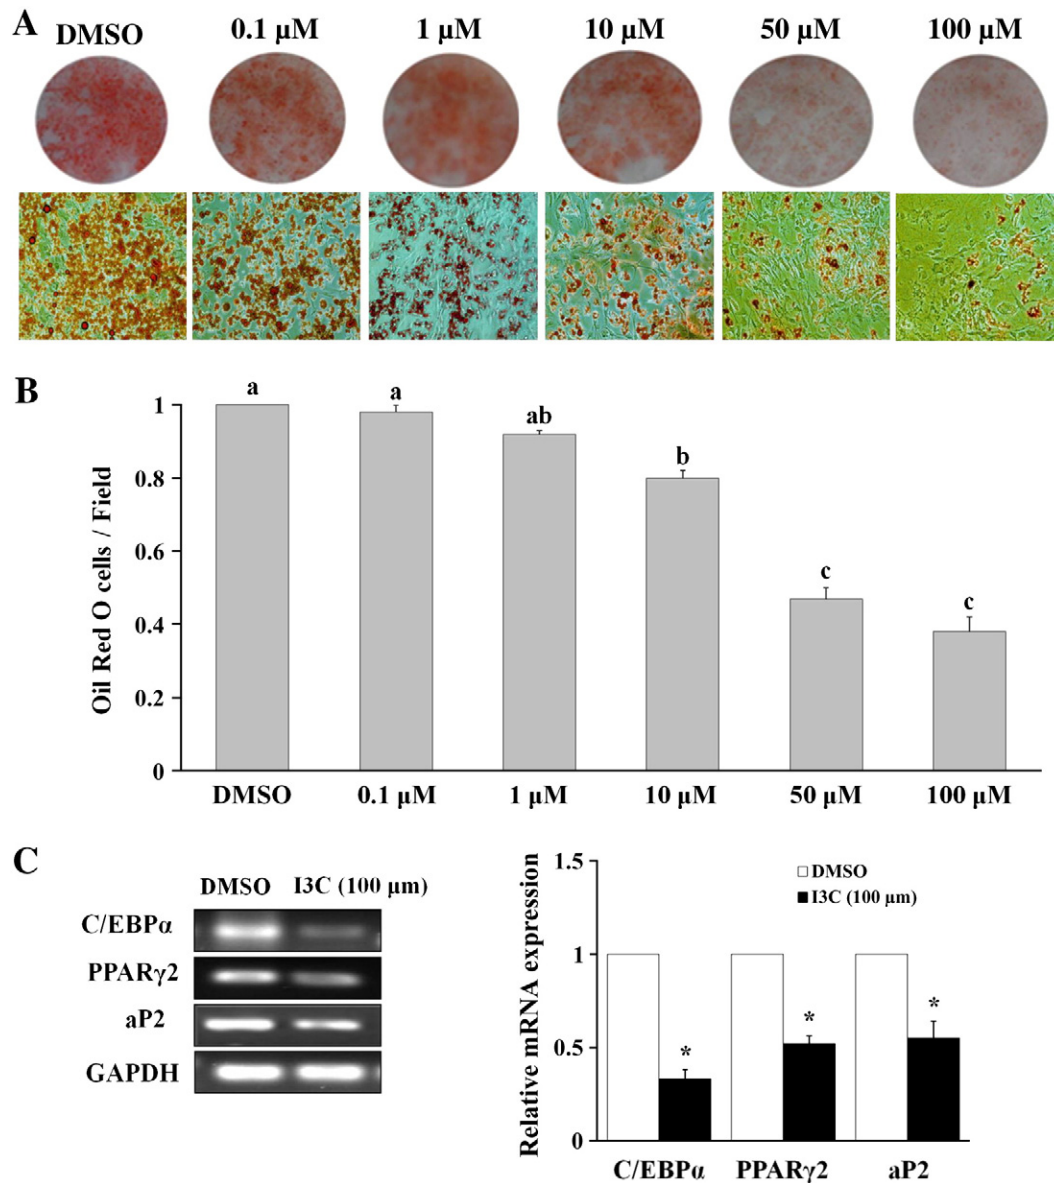 A
DMSO 0.1 μM 1 μM 10 μM 50 μM 100 μM
B
Oil Red O cells / Field
1
0.8
0.6
0.4
0.2
0
a a ab b c c
DMSO 0.1 μM 1 μM 10 μM 50 μM 100 μM
C
DMSO I3C (100 μm)
C/EBPα
PPARγ2
aP2
GAPDH
Relative mRNA expression
1.5
1
0.5
0
DMSO
I3C (100 μm)
* * *
C/EBPα PPARγ2 aP2